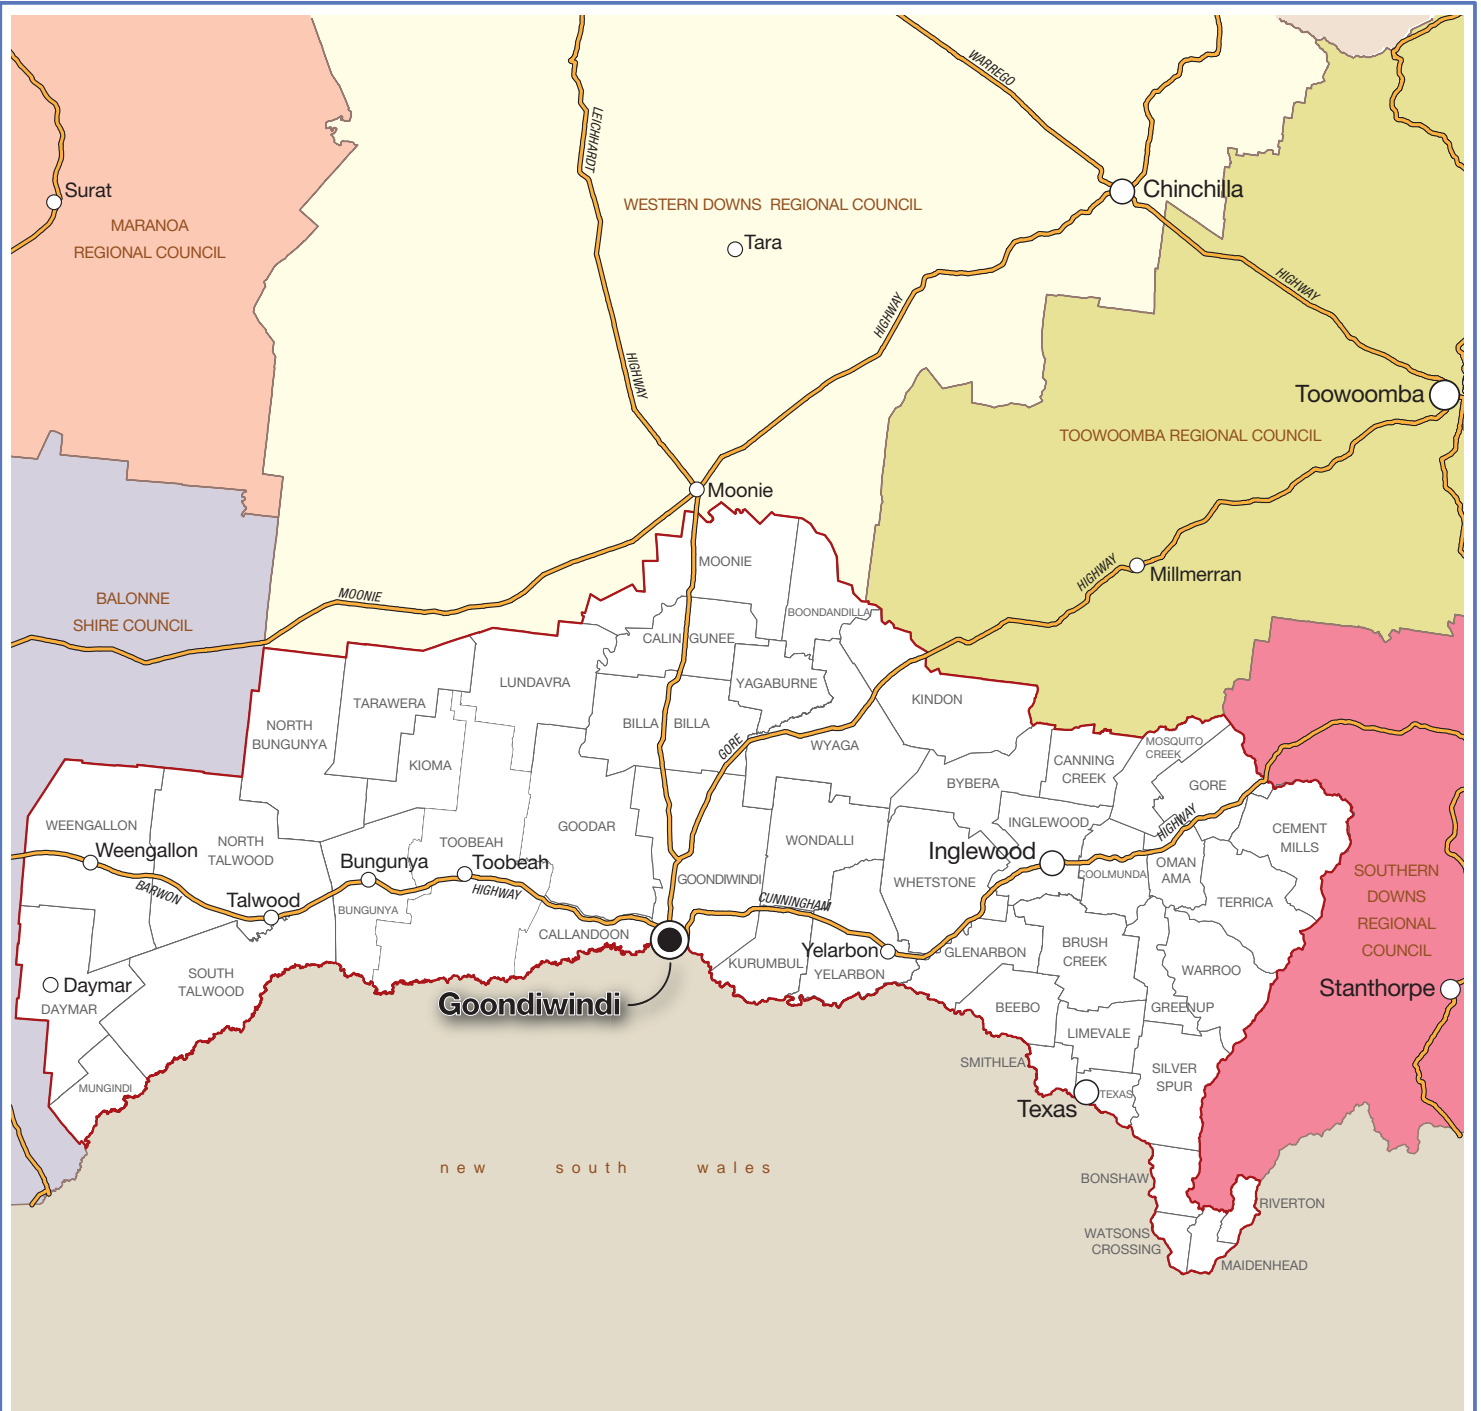 WARREGO
LEICHHARDT
Surat
Chinchilla
WESTERN DOWNS REGIONAL COUNCIL
MARANOA
REGIONAL COUNCIL
Tara
HIGHWAY
HIGHWAY
HIGHWAY
Toowoomba
TOOWOOMBA REGIONAL COUNCIL
Moonie
MOONIE
HIGHWAY
Millmerran
MOONIE
BALONNE
SHIRE COUNCIL
BOONDANDILLA
CALINGUNEE
LUNDAVRA
YAGABURNE
TARAWERA
KINDON
NORTH
BUNGUNYA
BILLA BILLA
GORE
WYAGA
MOSQUITO
CREEK
KIOMA
CANNING
CREEK
BYBERA
GORE
WEENGALLON
GOODAR
INGLEWOOD
HIGHWAY
CEMENT
MILLS
NORTH
TALWOOD
TOOBEAH
WONDALLI
Weengallon
Bungunya
Toobeah
Inglewood
OMAN
AMA
SOUTHERN
DOWNS
REGIONAL
COUNCIL
BARWON
HIGHWAY
GOONDIWINDI
WHETSTONE
COOLMUNDA
Talwood
BUNGUNYA
CUNNINGHAM
TERRICA
CALLANDOON
Yelarbon
GLENARBON
BRUSH
CREEK
KURUMBUL
YELARBON
WARROO
SOUTH
TALWOOD
Daymar
DAYMAR
Goondiwindi
BEEBO
GREENUP
Stanthorpe
LIMEVALE
SMITHLEA
SILVER
SPUR
MUNGINDI
TEXAS
Texas
new south wales
BONSHAW
RIVERTON
WATSONS
CROSSING
MAIDENHEAD